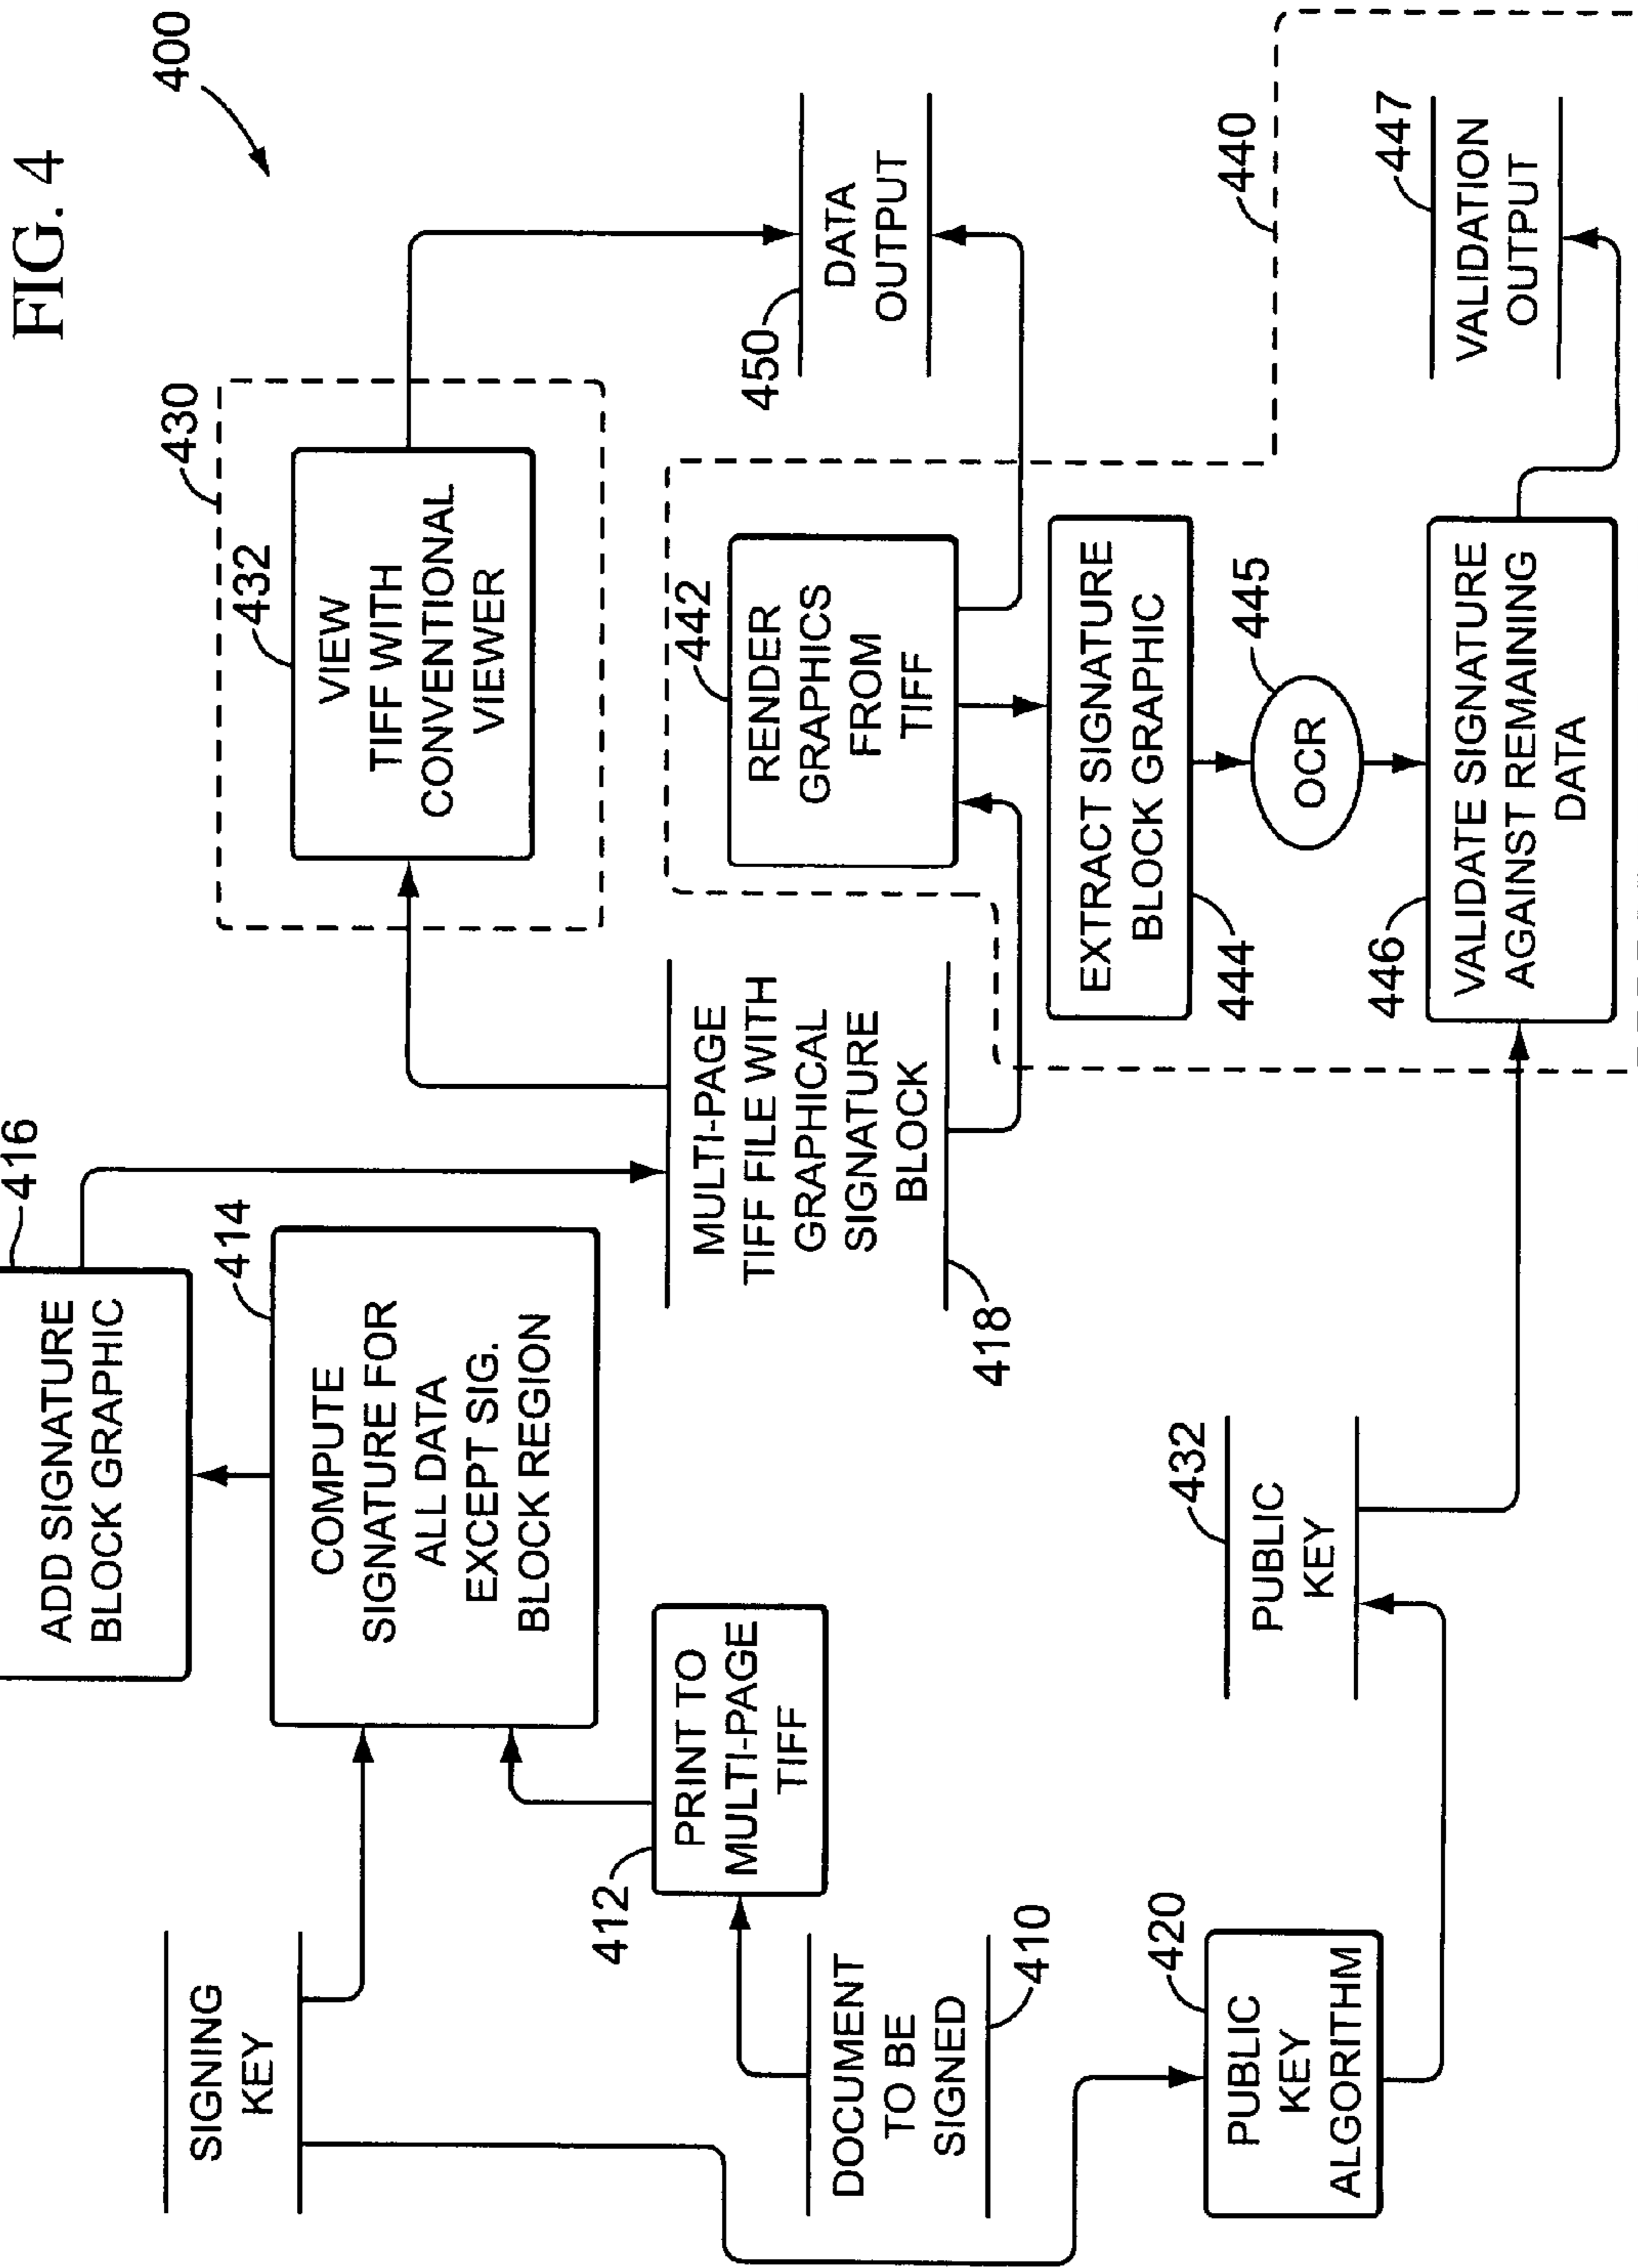 FIG. 4
400
416
ADD SIGNATURE
BLOCK GRAPHIC
414
COMPUTE
SIGNATURE FOR
ALL DATA
EXCEPT SIG.
BLOCK REGION
SIGNING
KEY
412
PRINT TO
MULTI-PAGE
TIFF
DOCUMENT
TO BE
SIGNED
410
420
PUBLIC
KEY
ALGORITHM
432
PUBLIC
KEY
MULTI-PAGE
TIFF FILE WITH
GRAPHICAL
SIGNATURE
BLOCK
418
430
432
VIEW
TIFF WITH
CONVENTIONAL
VIEWER
450
DATA
OUTPUT
440
442
RENDER
GRAPHICS
FROM
TIFF
EXTRACT SIGNATURE
BLOCK GRAPHIC
444
445
OCR
446
VALIDATE SIGNATURE
AGAINST REMAINING
DATA
447
VALIDATION
OUTPUT